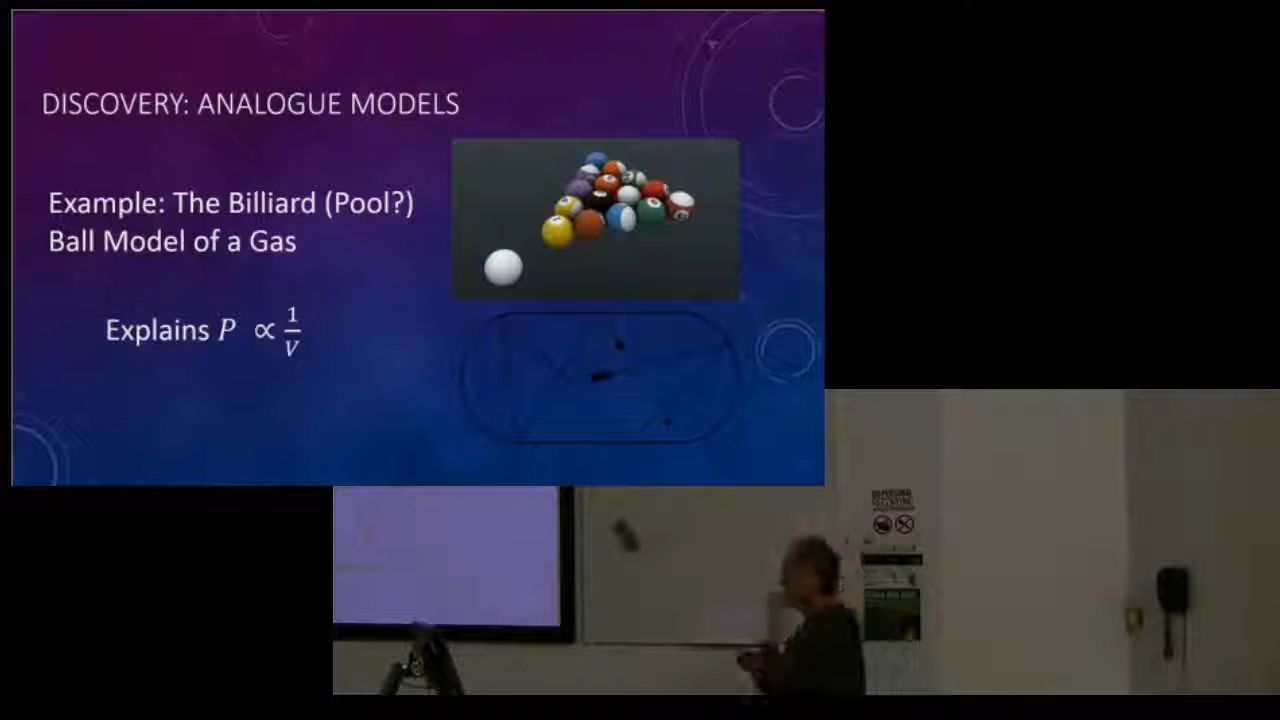 DISCOVERY: ANALOGUE MODELS
Example: The Billiard (Pool?)
Ball Model of a Gas
Explains P ∝ 1/V